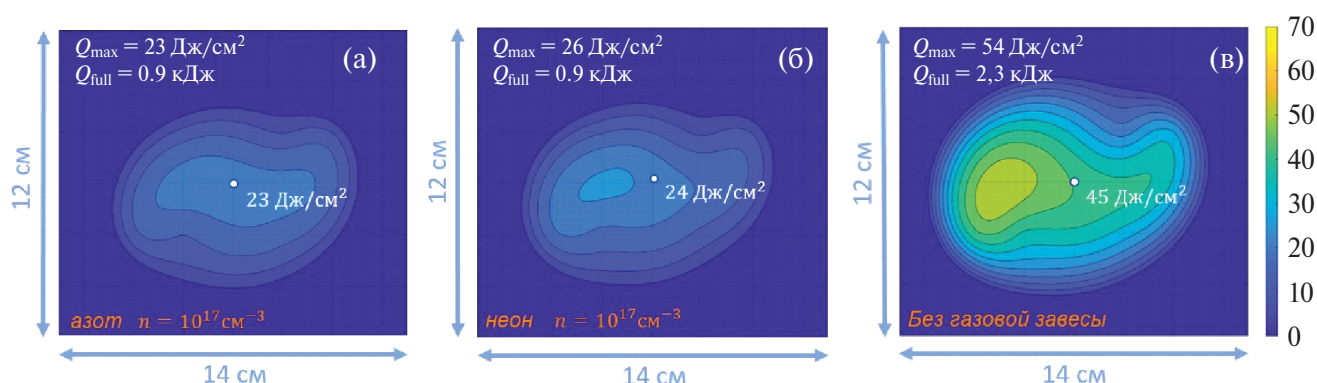 Q_max = 23 Дж/см²
Q_full = 0.9 кДж
(а)
23 Дж/см²
азот n = 10¹⁷см⁻³
12 см
14 см
Q_max = 26 Дж/см²
Q_full = 0.9 кДж
(б)
24 Дж/см²
неон n = 10¹⁷см⁻³
12 см
14 см
Q_max = 54 Дж/см²
Q_full = 2,3 кДж
(в)
45 Дж/см²
Без газовой завесы
12 см
14 см
70
60
50
40
30
20
10
0